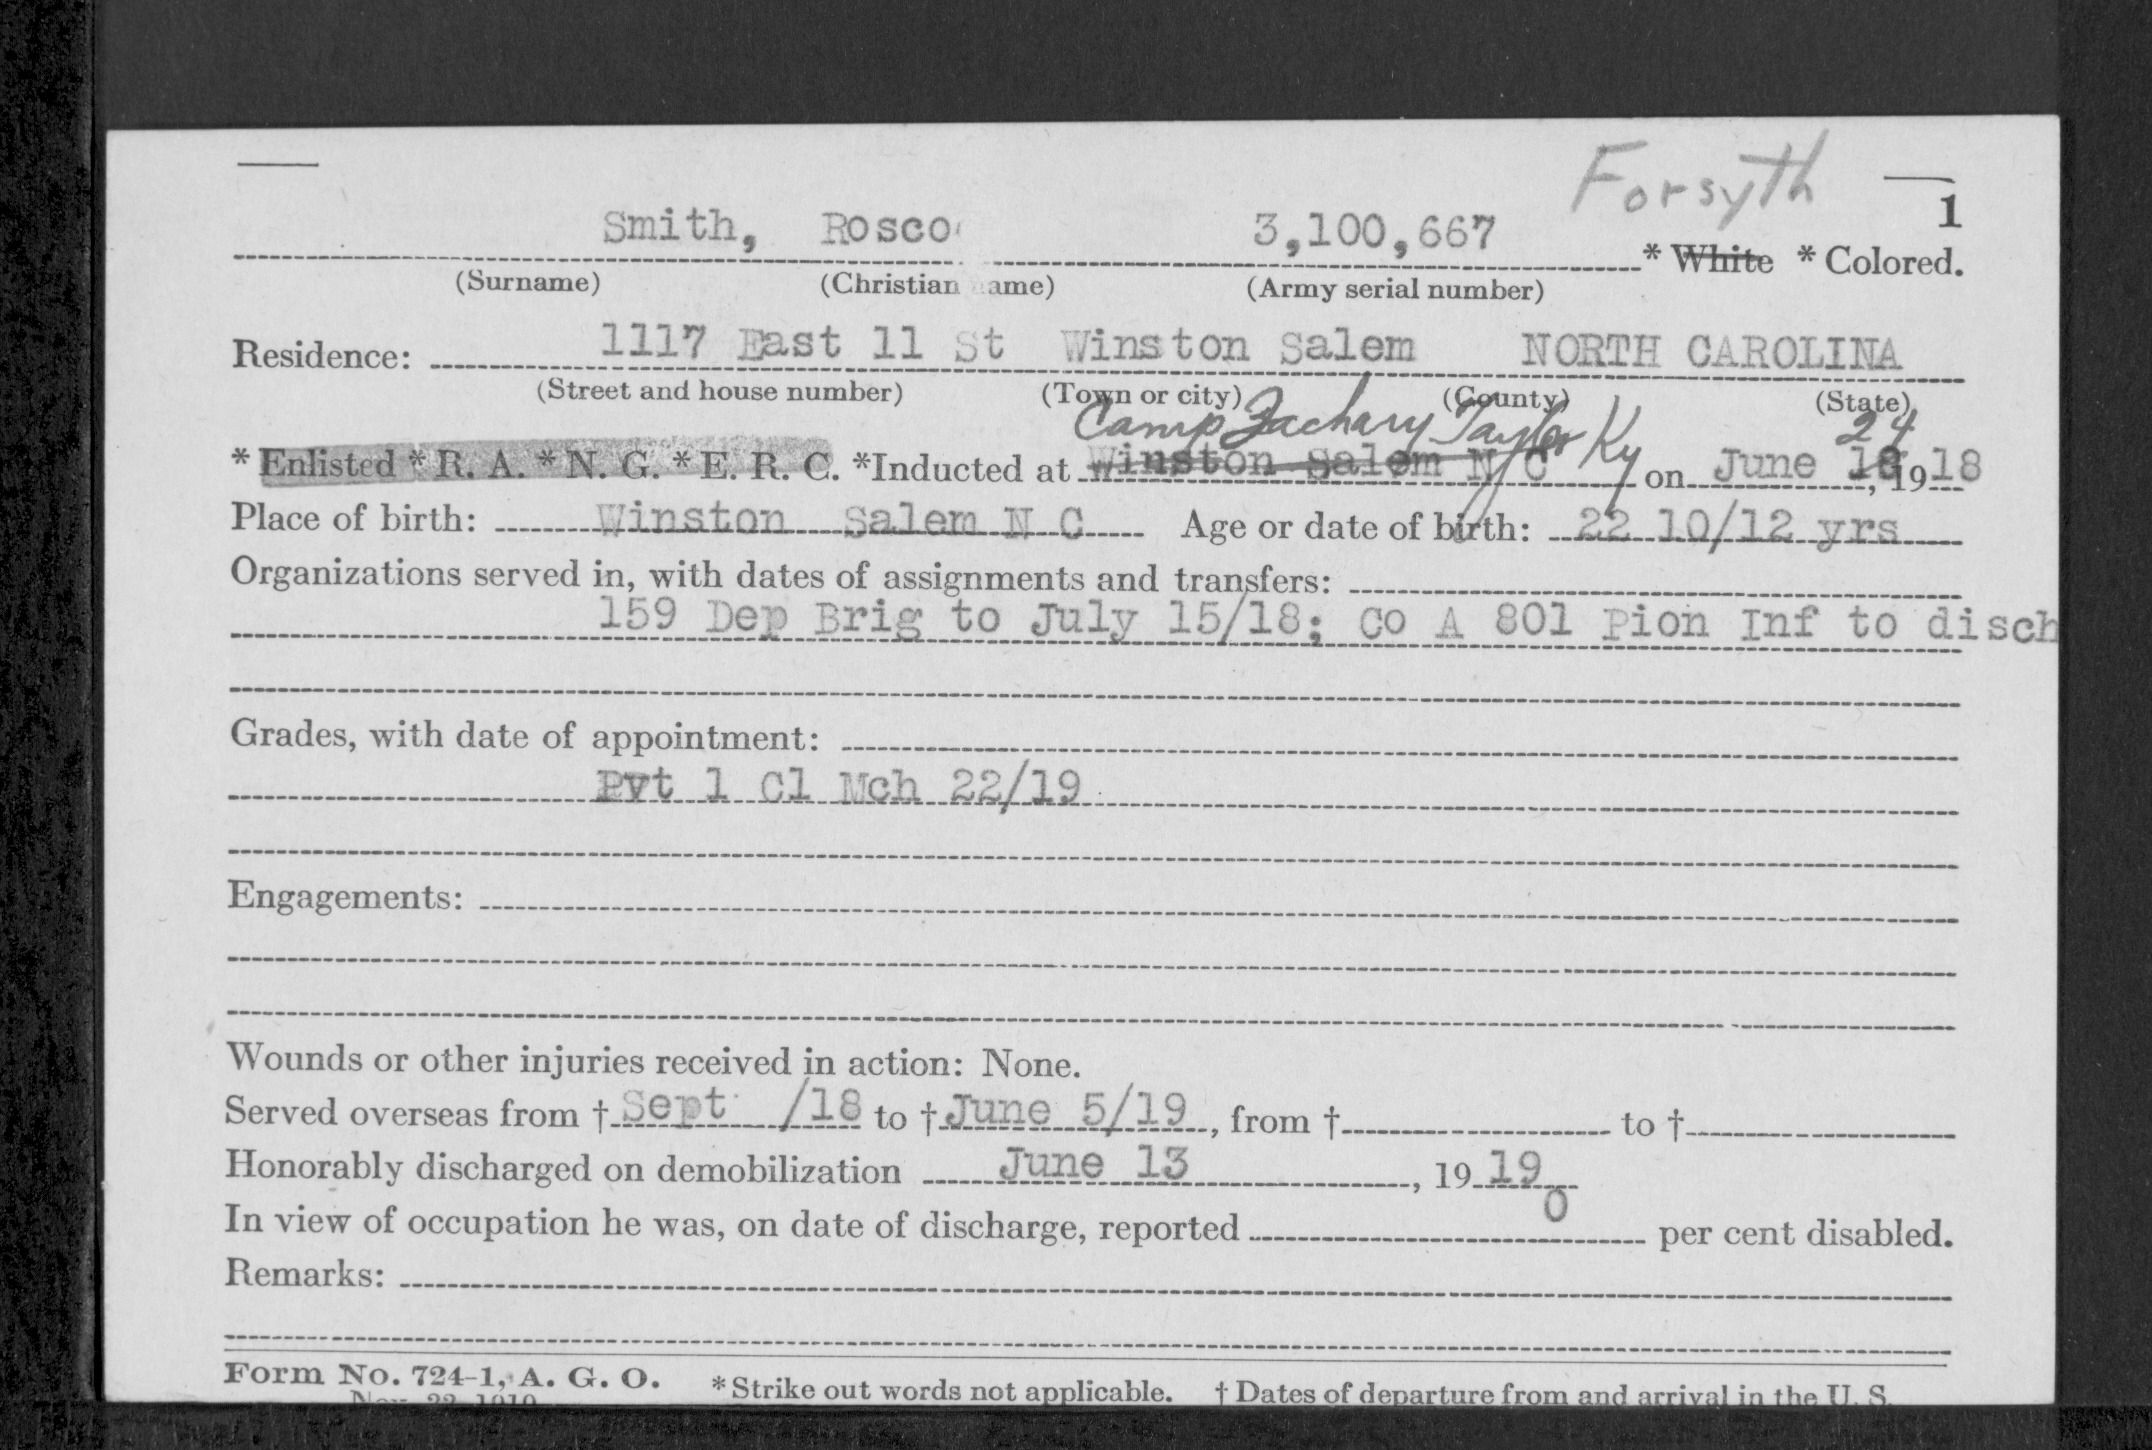 Forsyth
1
Smith, Rosco 3,100,667 * White * Colored.
(Surname) (Christian ame) (Army serial number)
Residence: 1117 East 11 St Winston Salem NORTH CAROLINA
(Street and house number) (Town or city) (County) (State)
Camp Zachary Taylor Ky 24
* Enlisted * R. A. * N. G. * E. R. C. *Inducted at Winston Salem N C on June 18, 1918
Place of birth: Winston Salem N C Age or date of birth: 22 10/12 yrs
Organizations served in, with dates of assignments and transfers:
159 Dep Brig to July 15/18; Co A 801 Pion Inf to disch
Grades, with date of appointment:
Pvt 1 Cl Mch 22/19
Engagements:
Wounds or other injuries received in action: None.
Served overseas from † Sept /18 to † June 5/19, from † to †
Honorably discharged on demobilization June 13, 1919
In view of occupation he was, on date of discharge, reported 0 per cent disabled.
Remarks:
Form No. 724-1, A. G. O. * Strike out words not applicable. † Dates of departure from and arrival in the U. S.
Nov. 22, 1919